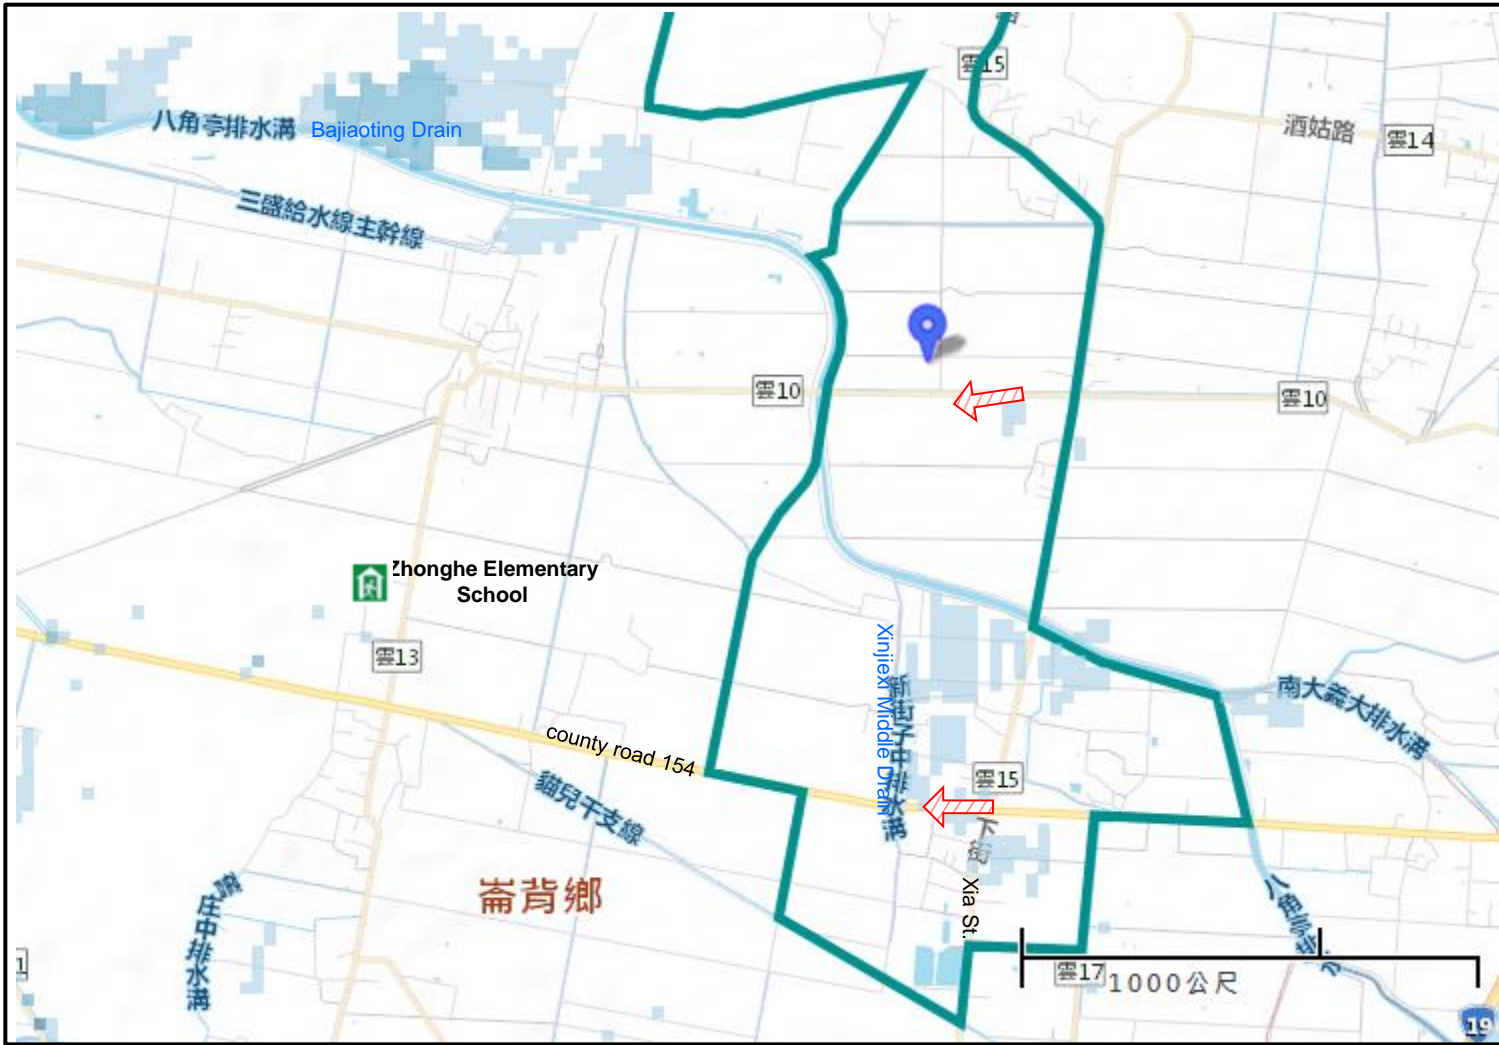 雲15
八角亭排水溝 Bajiaoting Drain
酒姑路
雲14
三盛給水線主幹線
雲10
雲10
Zhonghe Elementary
School
雲13
Xinjiexi Middle Drain
新街子中排水溝
南大義大排水溝
county road 154
雲15
貓兒干支線
下街
Xia St.
崙背鄉
庄中排水溝
雲17
1000公尺
1
19